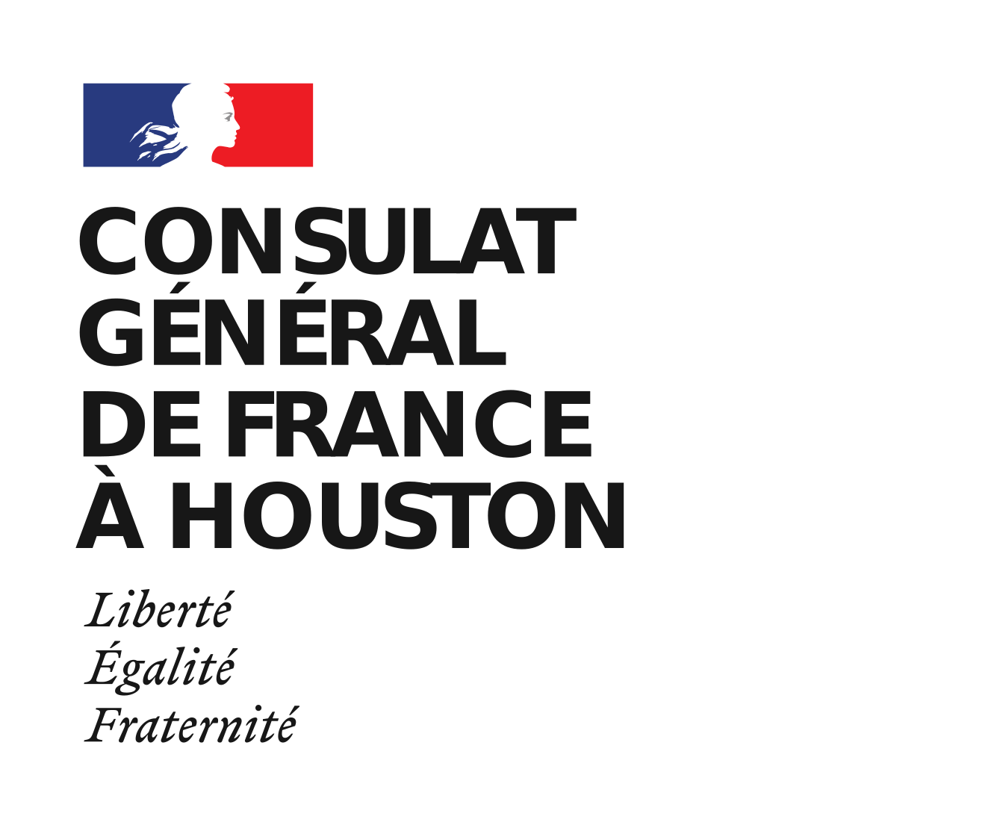 CONSULAT
GÉNÉRAL
DE FRANCE
À HOUSTON
Liberté
Égalité
Fraternité